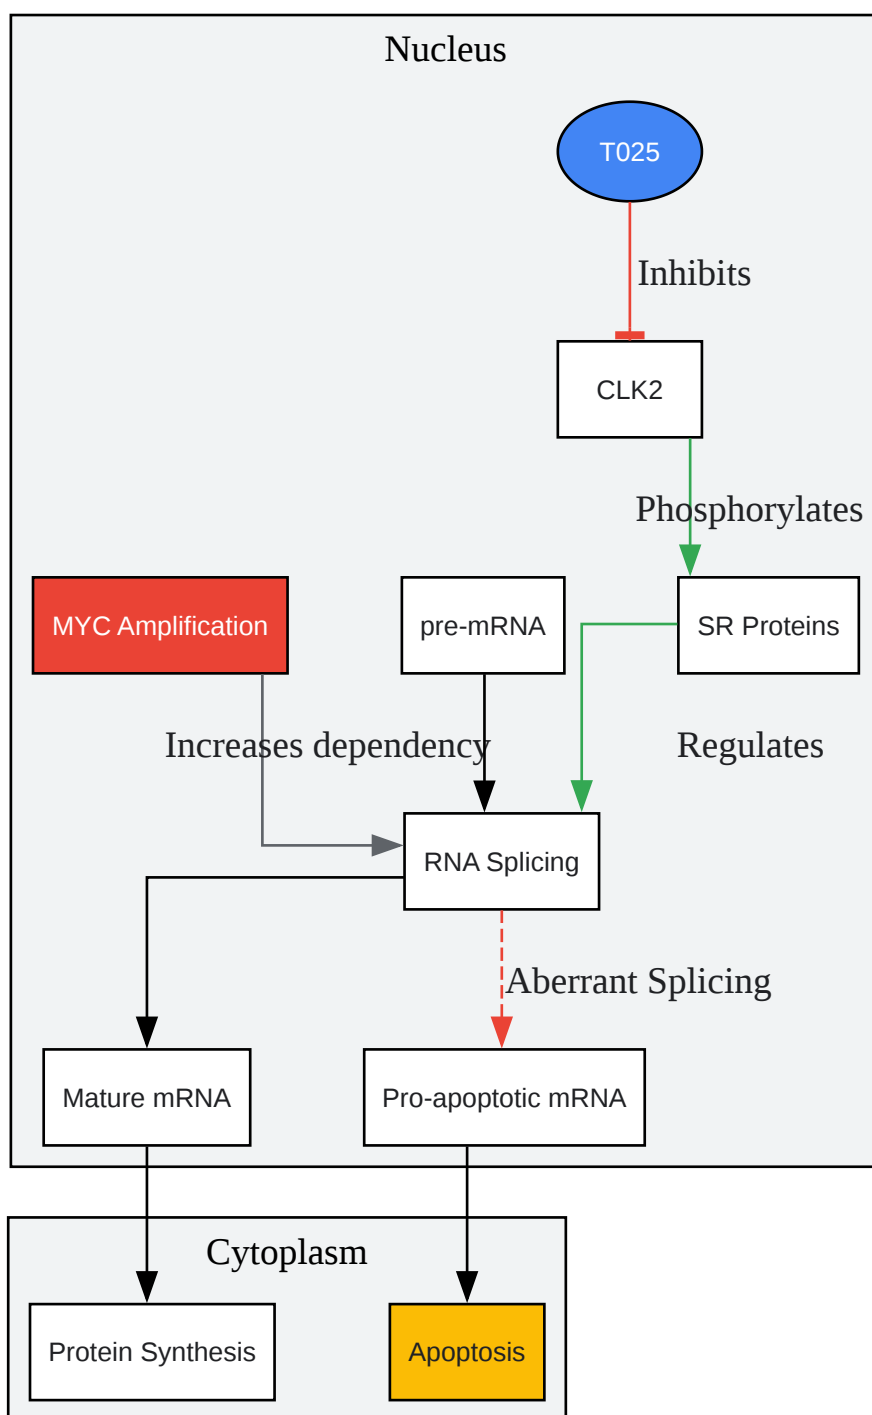 Nucleus
T025
Inhibits
CLK2
Phosphorylates
MYC Amplification
pre-mRNA
SR Proteins
Increases dependency
Regulates
RNA Splicing
Aberrant Splicing
Mature mRNA
Pro-apoptotic mRNA
Cytoplasm
Protein Synthesis
Apoptosis